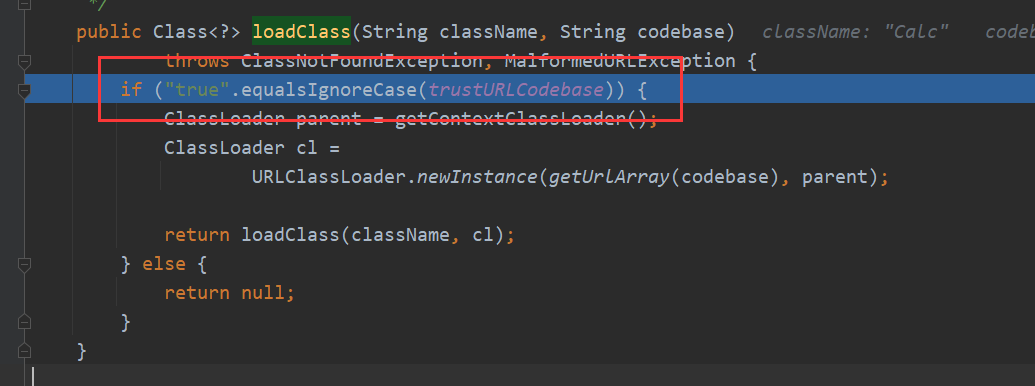 */
public Class<?> loadClass(String className, String codebase)   className: "Calc"   codeb
throws ClassNotFoundException, MalformedURLException {
if ("true".equalsIgnoreCase(trustURLCodebase)) {
ClassLoader parent = getContextClassLoader();
ClassLoader cl =
URLClassLoader.newInstance(getUrlArray(codebase), parent);
return loadClass(className, cl);
} else {
return null;
}
}